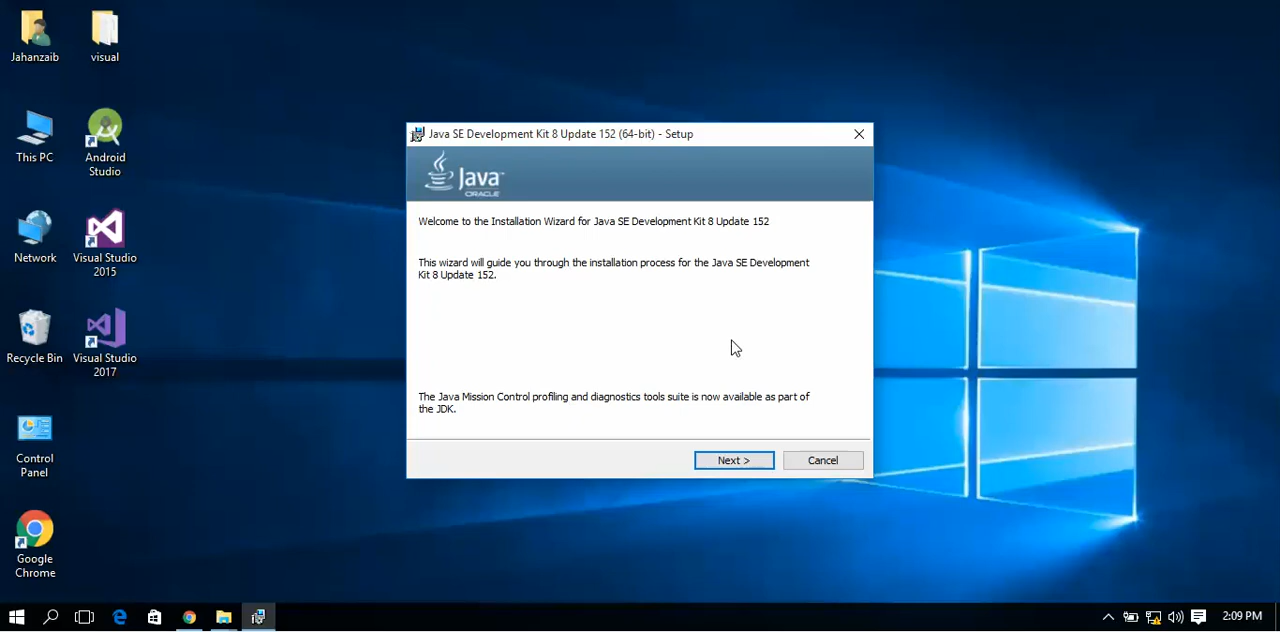 Jahanzaib
visual
This PC
Android
Studio
Network
Visual Studio
2015
Recycle Bin
Visual Studio
2017
Control
Panel
Google
Chrome
Java SE Development Kit 8 Update 152 (64-bit) - Setup
Java
ORACLE
Welcome to the Installation Wizard for Java SE Development Kit 8 Update 152
This wizard will guide you through the installation process for the Java SE Development
Kit 8 Update 152.
The Java Mission Control profiling and diagnostics tools suite is now available as part of
the JDK.
Next >
Cancel
2:09 PM